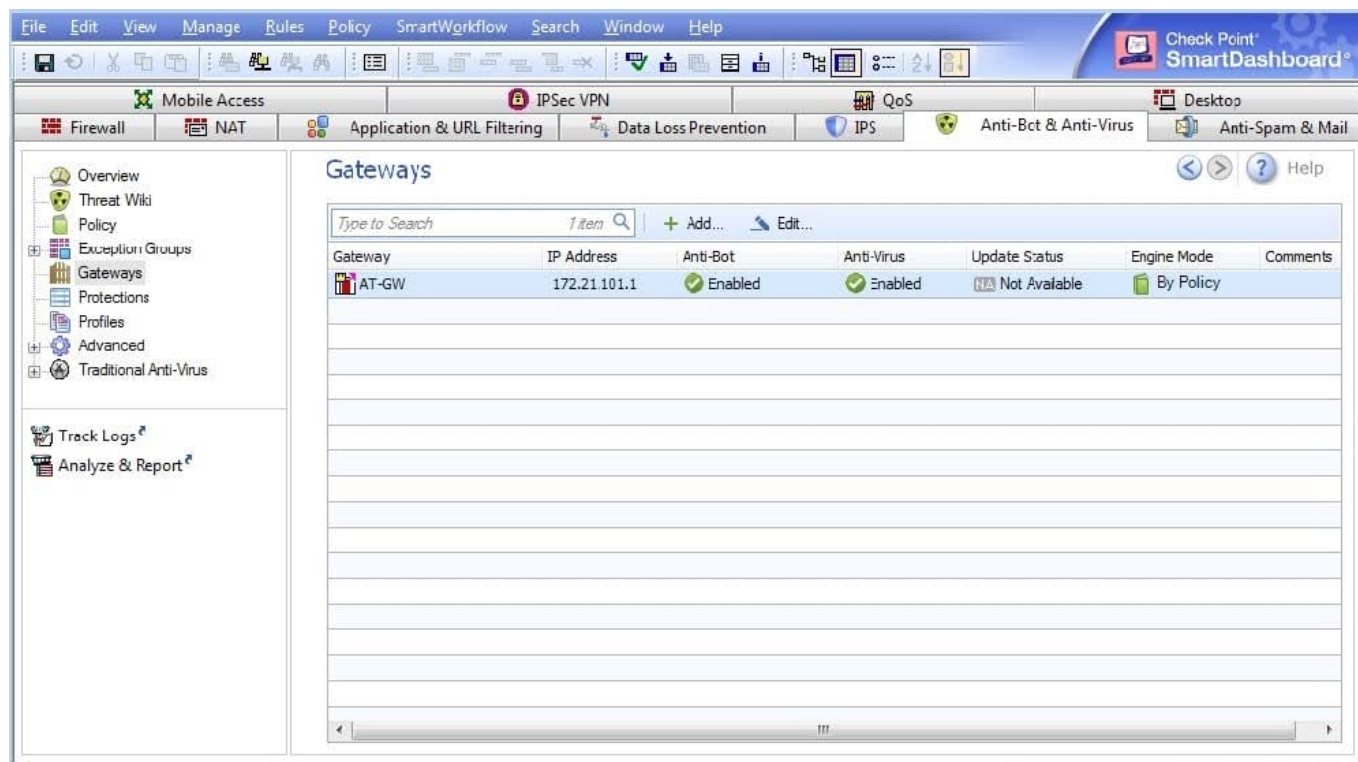 File Edit View Manage Rules Policy SmartWorkflow Search Window Help
Check Point
SmartDashboard
Mobile Access IPSec VPN QoS Desktop
Firewall NAT Application & URL Filtering Data Loss Prevention IPS Anti-Bot & Anti-Virus Anti-Spam & Mail
Overview
Threat Wiki
Policy
Exception Groups
Gateways
Protections
Profiles
Advanced
Traditional Anti-Virus
Track Logs
Analyze & Report
Gateways
Help
Type to Search 1 item + Add... Edit...
Gateway IP Address Anti-Bot Anti-Virus Update Status Engine Mode Comments
AT-GW 172.21.101.1 Enabled Enabled NA Not Available By Policy